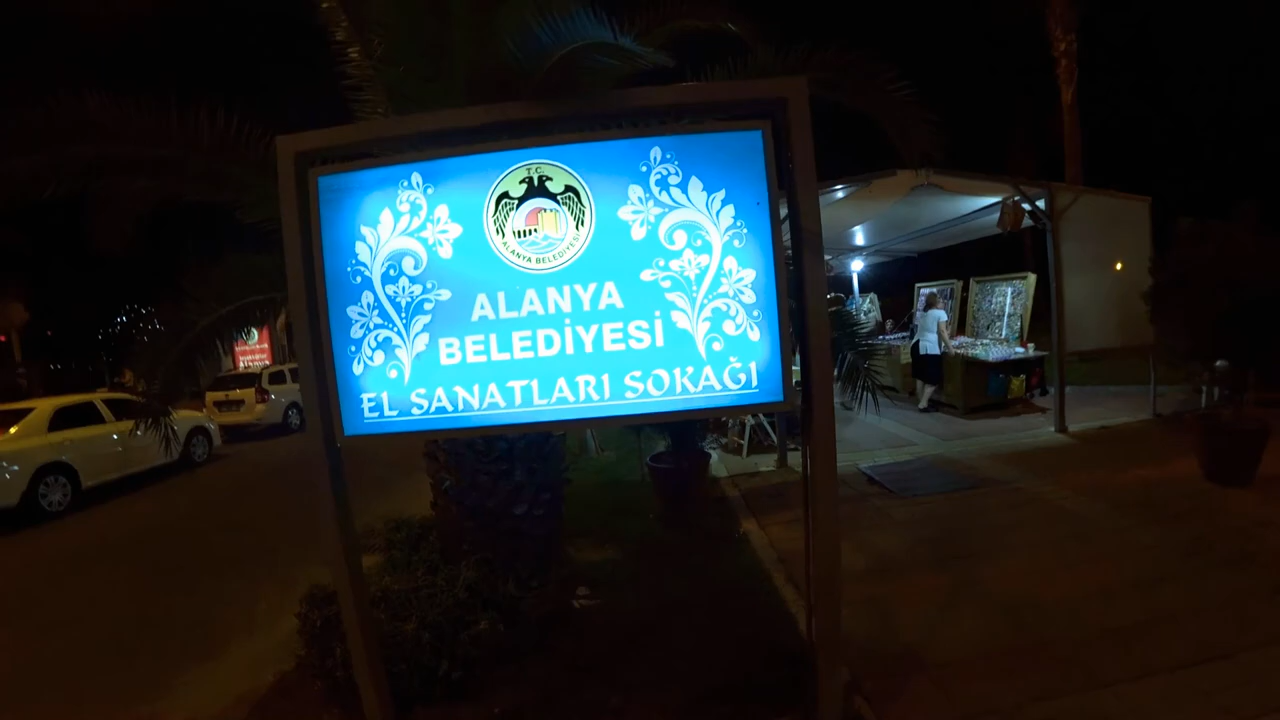 T.C.
ALANYA BELEDİYESİ
ALANYA
BELEDİYESİ
EL SANATLARI SOKAĞI